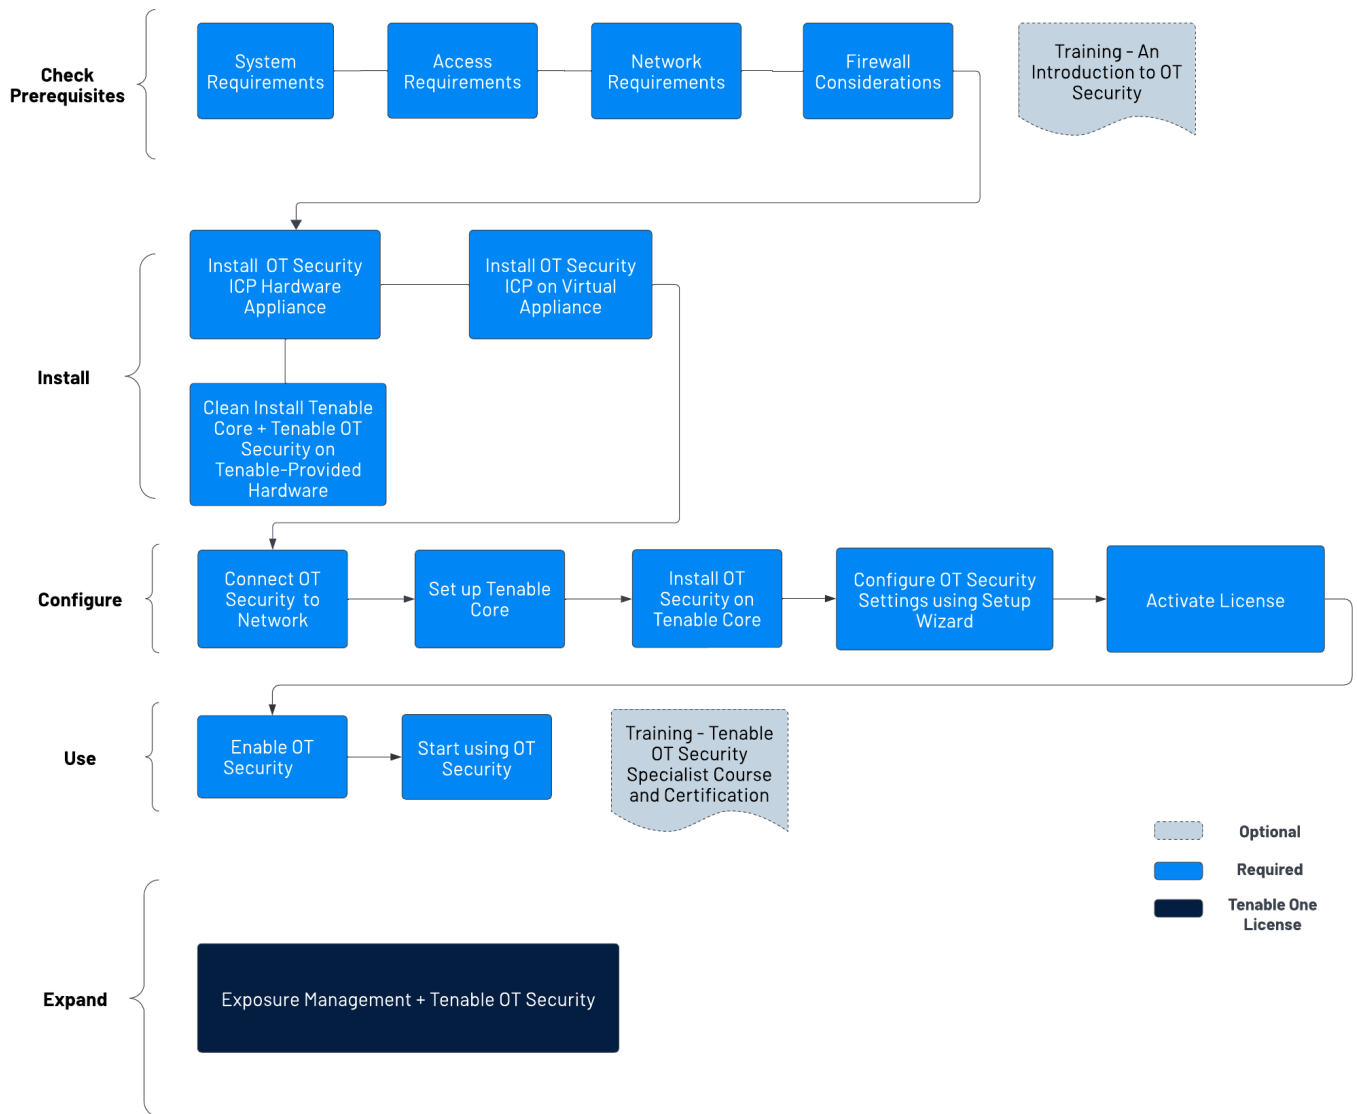 Check
Prerequisites
System
Requirements
Access
Requirements
Network
Requirements
Firewall
Considerations
Training - An
Introduction to OT
Security
Install
Install OT Security
ICP Hardware
Appliance
Install OT Security
ICP on Virtual
Appliance
Clean Install Tenable
Core + Tenable OT
Security on
Tenable-Provided
Hardware
Configure
Connect OT
Security to
Network
Set up Tenable
Core
Install OT
Security on
Tenable Core
Configure OT Security
Settings using Setup
Wizard
Activate License
Use
Enable OT
Security
Start using OT
Security
Training - Tenable
OT Security
Specialist Course
and Certification
Optional
Required
Tenable One
License
Expand
Exposure Management + Tenable OT Security